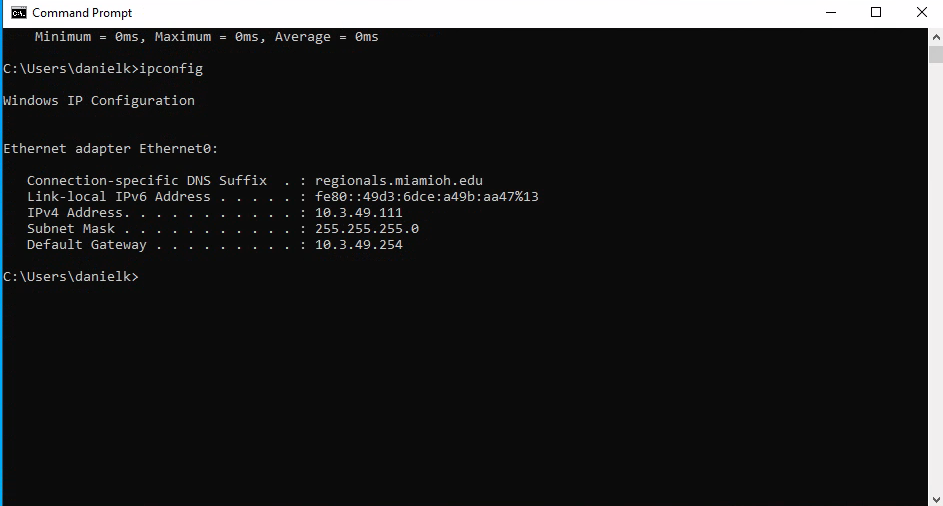 Command Prompt
Minimum = 0ms, Maximum = 0ms, Average = 0ms
C:\Users\danielk>ipconfig
Windows IP Configuration
Ethernet adapter Ethernet0:
Connection-specific DNS Suffix  . : regionals.miamioh.edu
Link-local IPv6 Address . . . . . : fe80::49d3:6dce:a49b:aa47%13
IPv4 Address. . . . . . . . . . . : 10.3.49.111
Subnet Mask . . . . . . . . . . . : 255.255.255.0
Default Gateway . . . . . . . . . : 10.3.49.254
C:\Users\danielk>